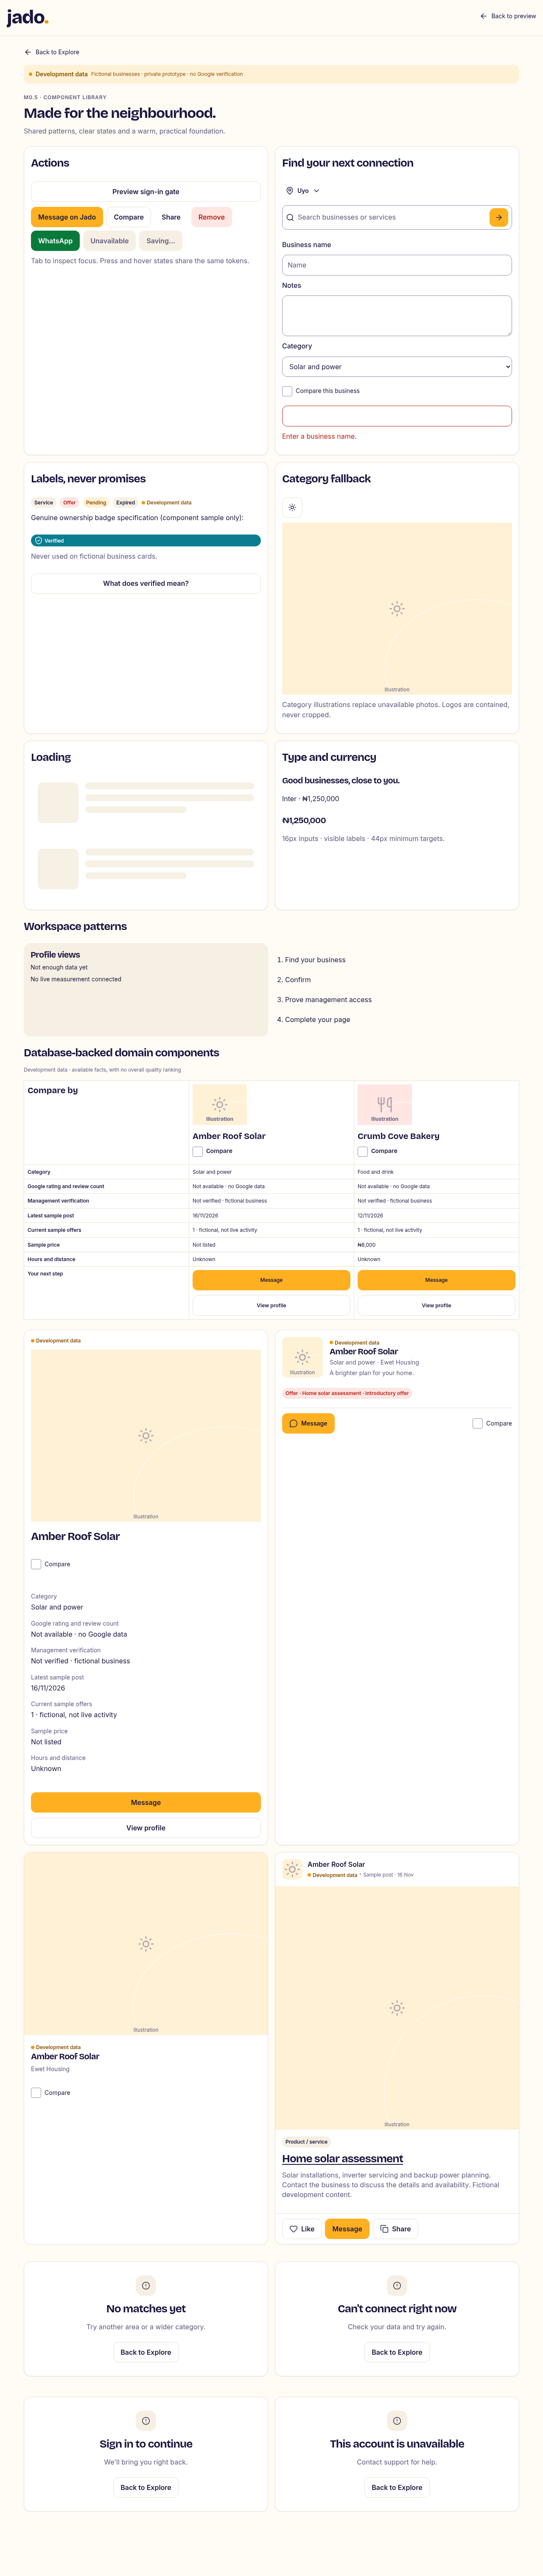 jado.
Back to preview
Back to Explore
Development data Fictional businesses · private prototype · no Google verification
M0.5 · COMPONENT LIBRARY
Made for the neighbourhood.
Shared patterns, clear states and a warm, practical foundation.
Actions
Preview sign-in gate
Message on Jado Compare Share Remove
WhatsApp Unavailable Saving...
Tab to inspect focus. Press and hover states share the same tokens.
Find your next connection
Uyo
Search businesses or services
Business name
Name
Notes
Category
Solar and power
Compare this business
Enter a business name.
Labels, never promises
Service Offer Pending Expired Development data
Genuine ownership badge specification (component sample only):
Verified
Never used on fictional business cards.
What does verified mean?
Category fallback
Illustration
Category illustrations replace unavailable photos. Logos are contained,
never cropped.
Loading
Type and currency
Good businesses, close to you.
Inter · ₦1,250,000
₦1,250,000
16px inputs · visible labels · 44px minimum targets.
Workspace patterns
Profile views
Not enough data yet
No live measurement connected
1. Find your business
2. Confirm
3. Prove management access
4. Complete your page
Database-backed domain components
Development data · available facts, with no overall quality ranking
Compare by
Illustration
Amber Roof Solar
Compare
Illustration
Crumb Cove Bakery
Compare
Category Solar and power Food and drink
Google rating and review count Not available · no Google data Not available · no Google data
Management verification Not verified · fictional business Not verified · fictional business
Latest sample post 16/11/2026 12/11/2026
Current sample offers 1 · fictional, not live activity 1 · fictional, not live activity
Sample price Not listed ₦8,000
Hours and distance Unknown Unknown
Your next step Message Message
View profile View profile
Development data
Illustration
Amber Roof Solar
Compare
Category
Solar and power
Google rating and review count
Not available · no Google data
Management verification
Not verified · fictional business
Latest sample post
16/11/2026
Current sample offers
1 · fictional, not live activity
Sample price
Not listed
Hours and distance
Unknown
Message
View profile
Illustration
Development data
Amber Roof Solar
Solar and power · Ewet Housing
A brighter plan for your home.
Offer · Home solar assessment · introductory offer
Message
Compare
Illustration
Development data
Amber Roof Solar
Ewet Housing
Compare
Amber Roof Solar
Development data · Sample post · 16 Nov
Illustration
Product / service
Home solar assessment
Solar installations, inverter servicing and backup power planning.
Contact the business to discuss the details and availability. Fictional
development content.
Like Message Share
No matches yet
Try another area or a wider category.
Back to Explore
Can't connect right now
Check your data and try again.
Back to Explore
Sign in to continue
We'll bring you right back.
Back to Explore
This account is unavailable
Contact support for help.
Back to Explore